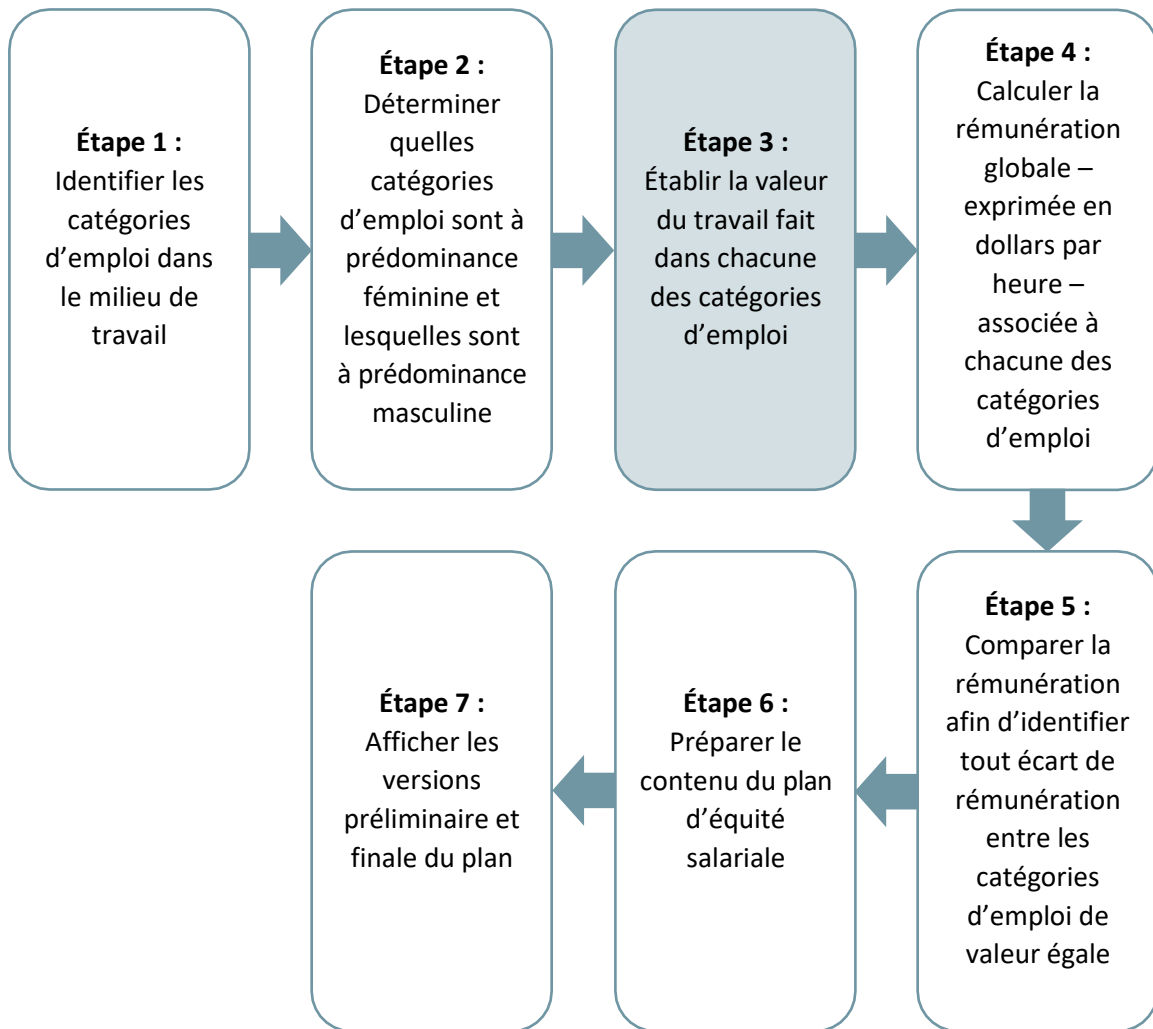 Étape 1 :
Identifier les
catégories
d’emploi dans
le milieu de
travail
Étape 2 :
Déterminer
quelles
catégories
d’emploi sont à
prédominance
féminine et
lesquelles sont
à prédominance
masculine
Étape 3 :
Établir la valeur
du travail fait
dans chacune
des catégories
d’emploi
Étape 4 :
Calculer la
rémunération
globale –
exprimée en
dollars par
heure –
associée à
chacune des
catégories
d’emploi
Étape 5 :
Comparer la
rémunération
afin d’identifier
tout écart de
rémunération
entre les
catégories
d’emploi de
valeur égale
Étape 6 :
Préparer le
contenu du plan
d’équité
salariale
Étape 7 :
Afficher les
versions
préliminaire et
finale du plan